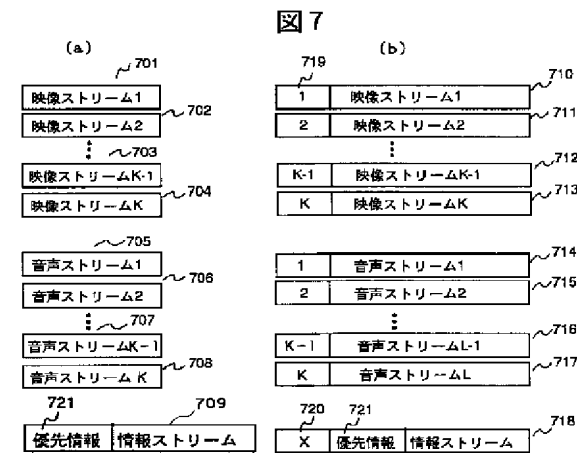 図7
(a)
701
映像ストリーム1
映像ストリーム2
702
703
映像ストリームK-1
映像ストリームK
704
705
音声ストリーム1
音声ストリーム2
706
707
音声ストリームK-1
音声ストリーム K
708
721
709
優先情報 情報ストリーム
(b)
719
710
1 映像ストリーム1
711
2 映像ストリーム2
712
K-1 映像ストリームK-1
713
K 映像ストリームK
714
1 音声ストリーム1
715
2 音声ストリーム2
716
K-1 音声ストリームL-1
717
K 音声ストリームL
720 721
718
X 優先情報 情報ストリーム